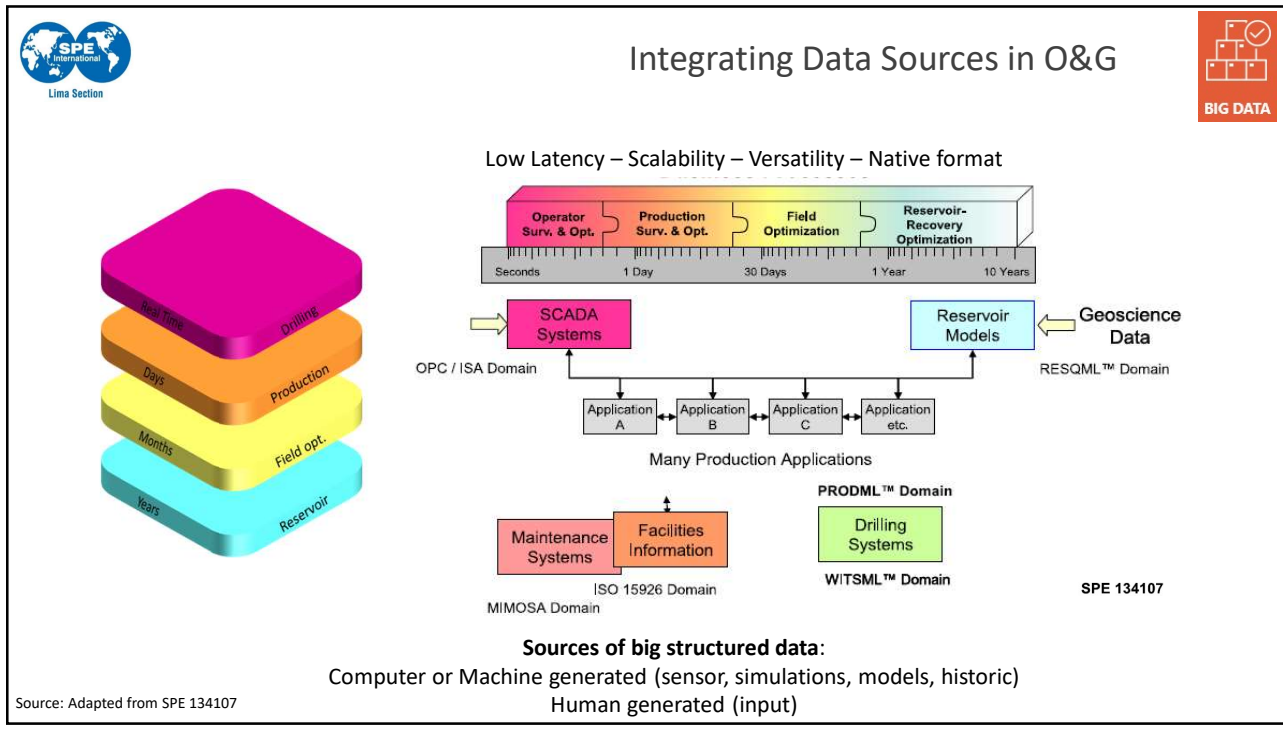 SPE
International
Lima Section
Integrating Data Sources in O&G
BIG DATA
Low Latency – Scalability – Versatility – Native format
Operator
Surv. & Opt.
Production
Surv. & Opt.
Field
Optimization
Reservoir-
Recovery
Optimization
Seconds
1 Day
30 Days
1 Year
10 Years
Real Time
Drilling
Days
Production
Months
Field opt.
Years
Reservoir
SCADA
Systems
Reservoir
Models
Geoscience
Data
OPC / ISA Domain
RESQML™ Domain
Application
A
Application
B
Application
C
Application
etc.
Many Production Applications
PRODML™ Domain
Maintenance
Systems
Facilities
Information
Drilling
Systems
ISO 15926 Domain
WITSML™ Domain
MIMOSA Domain
SPE 134107
Sources of big structured data:
Computer or Machine generated (sensor, simulations, models, historic)
Human generated (input)
Source: Adapted from SPE 134107